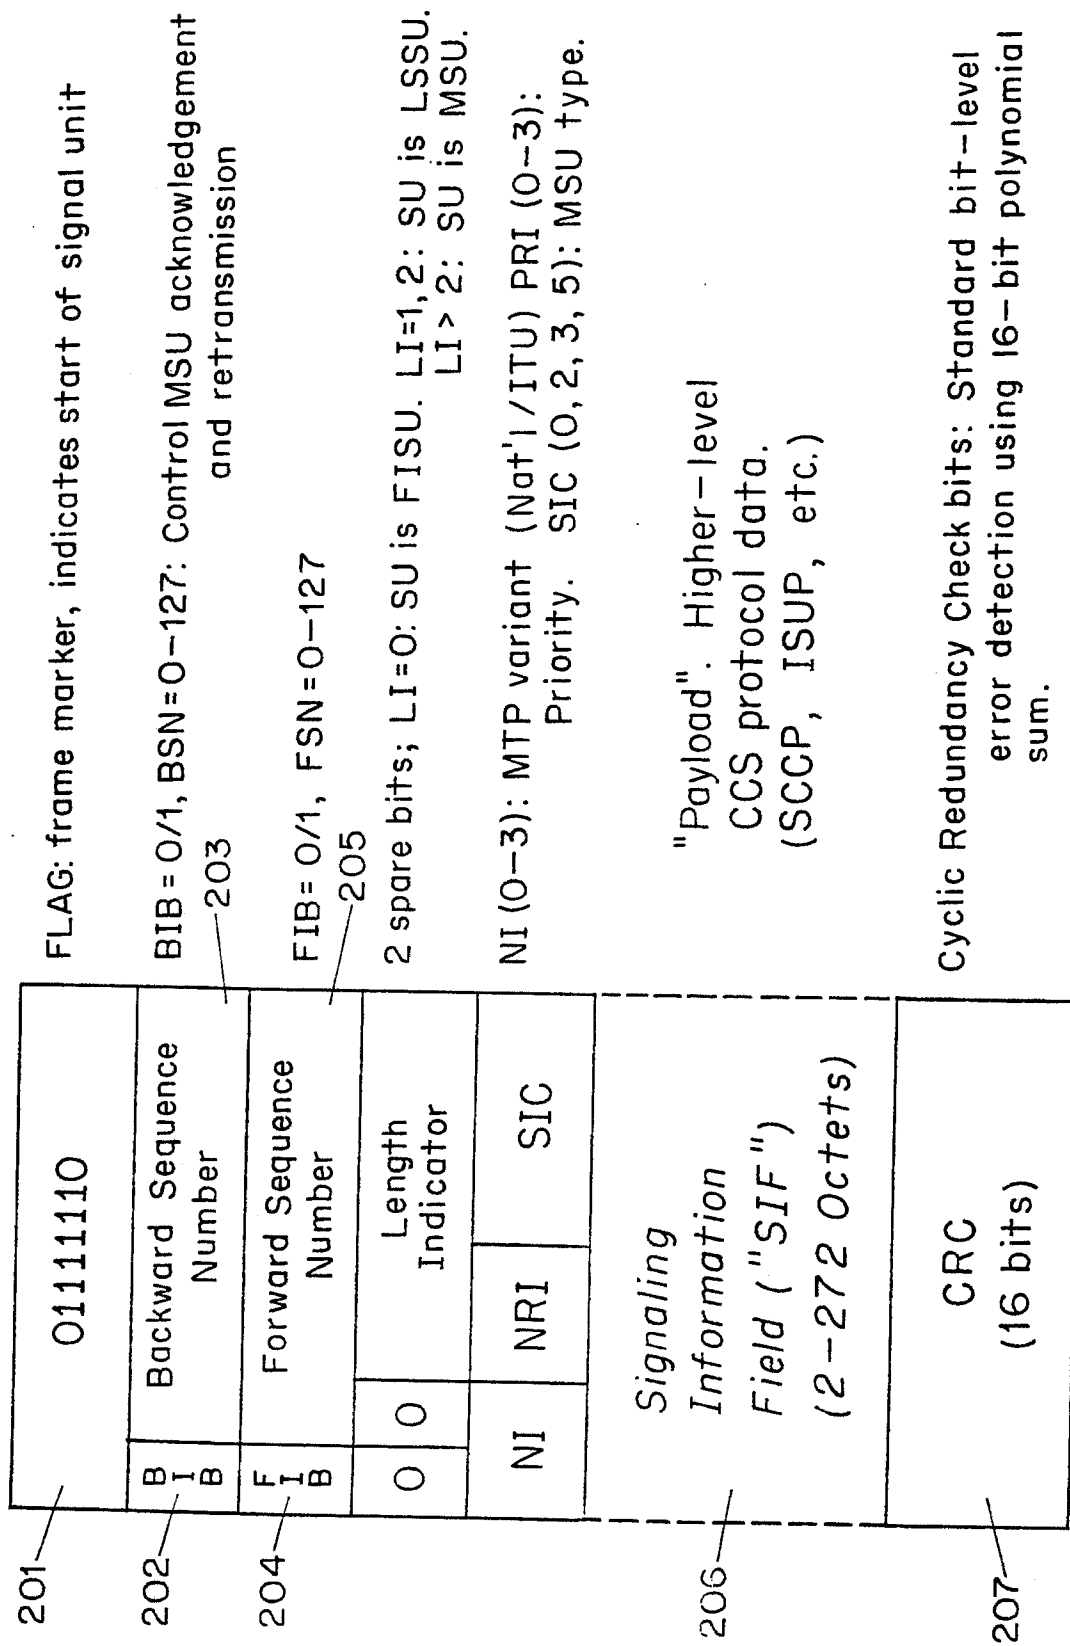 201
01111110
FLAG: frame marker, indicates start of signal unit
202
BIB
Backward Sequence
Number
203
BIB = 0/1, BSN = 0-127: Control MSU acknowledgement
and retransmission
204
FIB
Forward Sequence
Number
205
FIB = 0/1, FSN = 0-127
0
0
Length
Indicator
2 spare bits; LI=0: SU is FISU. LI=1, 2: SU is LSSU.
LI > 2: SU is MSU.
NI
NRI
SIC
NI (0-3): MTP variant (Nat'l / ITU) PRI (0-3):
Priority. SIC (0, 2, 3, 5): MSU type.
206
Signaling
Information
Field ("SIF")
(2-272 Octets)
"Payload". Higher-level
CCS protocol data.
(SCCP, ISUP, etc.)
207
CRC
(16 bits)
Cyclic Redundancy Check bits: Standard bit-level
error detection using 16-bit polynomial
sum.